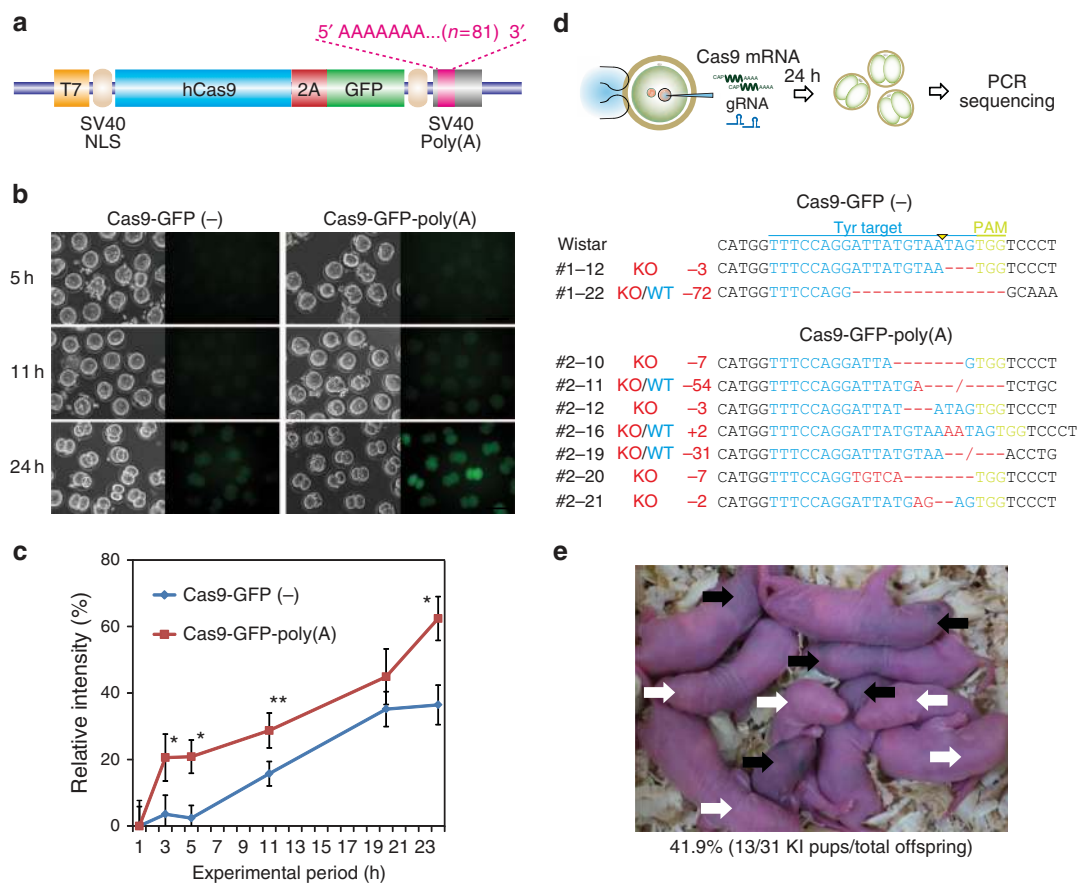 a
5′ AAAAAAA...(n=81) 3′
T7
hCas9
2A
GFP
SV40
NLS
SV40
Poly(A)
b
Cas9-GFP (–)
Cas9-GFP-poly(A)
5 h
11 h
24 h
c
80
60
40
20
0
Relative intensity (%)
Cas9-GFP (–)
Cas9-GFP-poly(A)
*
*
**
*
1 3 5 7 9 11 13 15 17 19 21 23
Experimental period (h)
d
Cas9 mRNA
CAP AAAA
CAP AAAA
gRNA
24 h
PCR
sequencing
Cas9-GFP (–)
Tyr target PAM
Wistar CATGGTTTCCAGGATTATGTAATAGTGGTCCCT
#1–12 KO –3 CATGGTTTCCAGGATTATGTAA---TGGTCCCT
#1–22 KO/WT –72 CATGGTTTCCAGG----------------GCAAA
Cas9-GFP-poly(A)
#2–10 KO –7 CATGGTTTCCAGGATTA-------GTGGTCCCT
#2–11 KO/WT –54 CATGGTTTCCAGGATTATGA---/----TCTGC
#2–12 KO –3 CATGGTTTCCAGGATTAT---ATAGTGGTCCCT
#2–16 KO/WT +2 CATGGTTTCCAGGATTATGTAAAATAGTGGTCCCT
#2–19 KO/WT –31 CATGGTTTCCAGGATTATGTAA--/---ACCTG
#2–20 KO –7 CATGGTTTCCAGGTGTCA-------TGGTCCCT
#2–21 KO –2 CATGGTTTCCAGGATTATGAG--AGTGGTCCCT
e
41.9% (13/31 KI pups/total offspring)